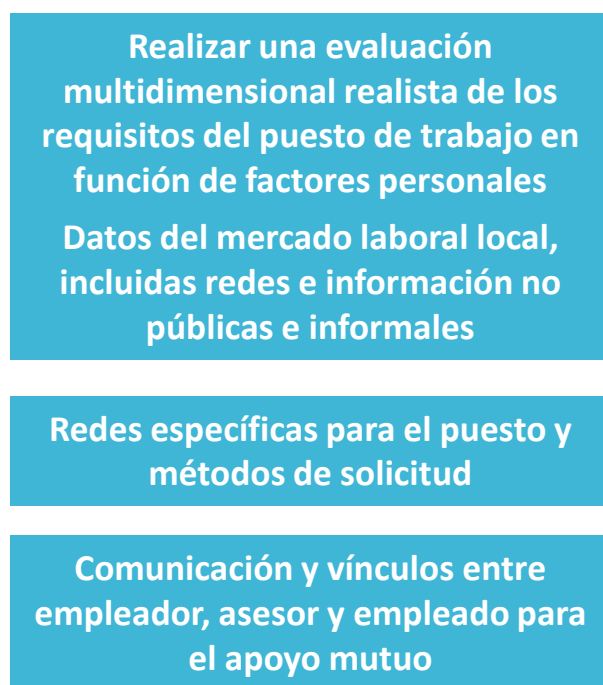 Realizar una evaluación
multidimensional realista de los
requisitos del puesto de trabajo en
función de factores personales
Datos del mercado laboral local,
incluidas redes e información no
públicas e informales
Redes específicas para el puesto y
métodos de solicitud
Comunicación y vínculos entre
empleador, asesor y empleado para
el apoyo mutuo